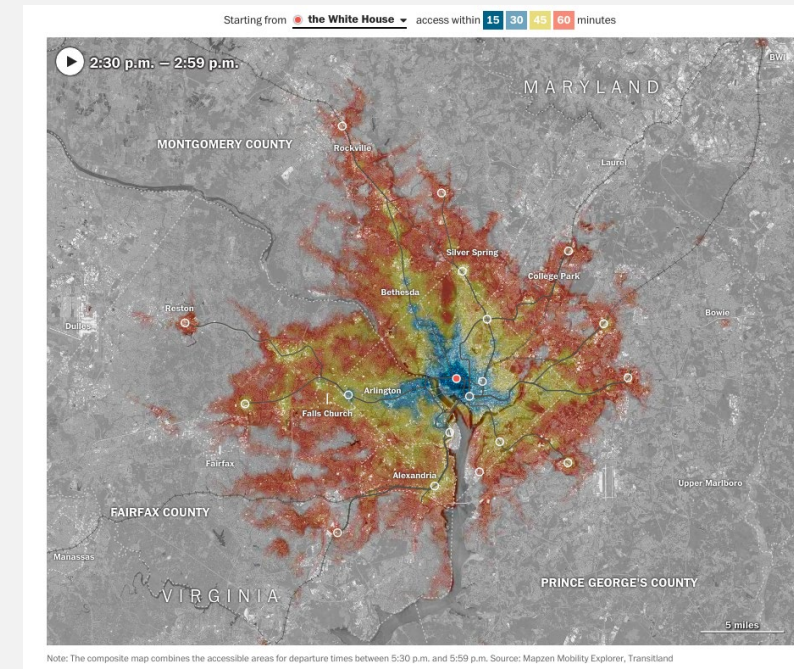 Starting from the White House access within 15 30 45 60 minutes
2:30 p.m. — 2:59 p.m.
BWI
MARYLAND
MONTGOMERY COUNTY
Rockville
Laurel
Silver Spring
College Park
Bethesda
Reston
Bowie
Dulles
Arlington
Falls Church
Fairfax
Alexandria
Upper Marlboro
FAIRFAX COUNTY
Manassas
PRINCE GEORGE'S COUNTY
VIRGINIA
5 miles
Note: The composite map combines the accessible areas for departure times between 5:30 p.m. and 5:59 p.m. Source: Mapzen Mobility Explorer, Transitland